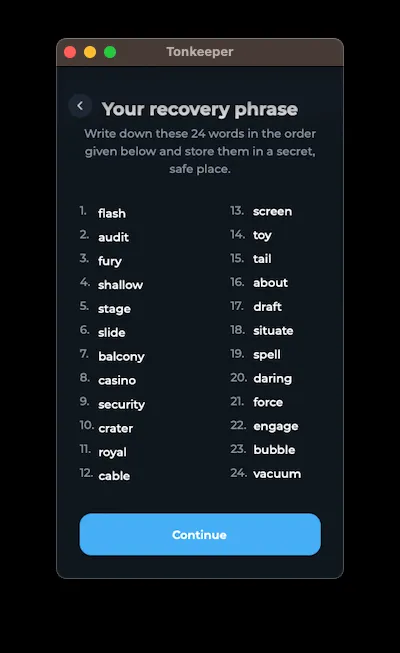 Tonkeeper
Your recovery phrase
Write down these 24 words in the order
given below and store them in a secret,
safe place.
1. flash
2. audit
3. fury
4. shallow
5. stage
6. slide
7. balcony
8. casino
9. security
10. crater
11. royal
12. cable
13. screen
14. toy
15. tail
16. about
17. draft
18. situate
19. spell
20. daring
21. force
22. engage
23. bubble
24. vacuum
Continue